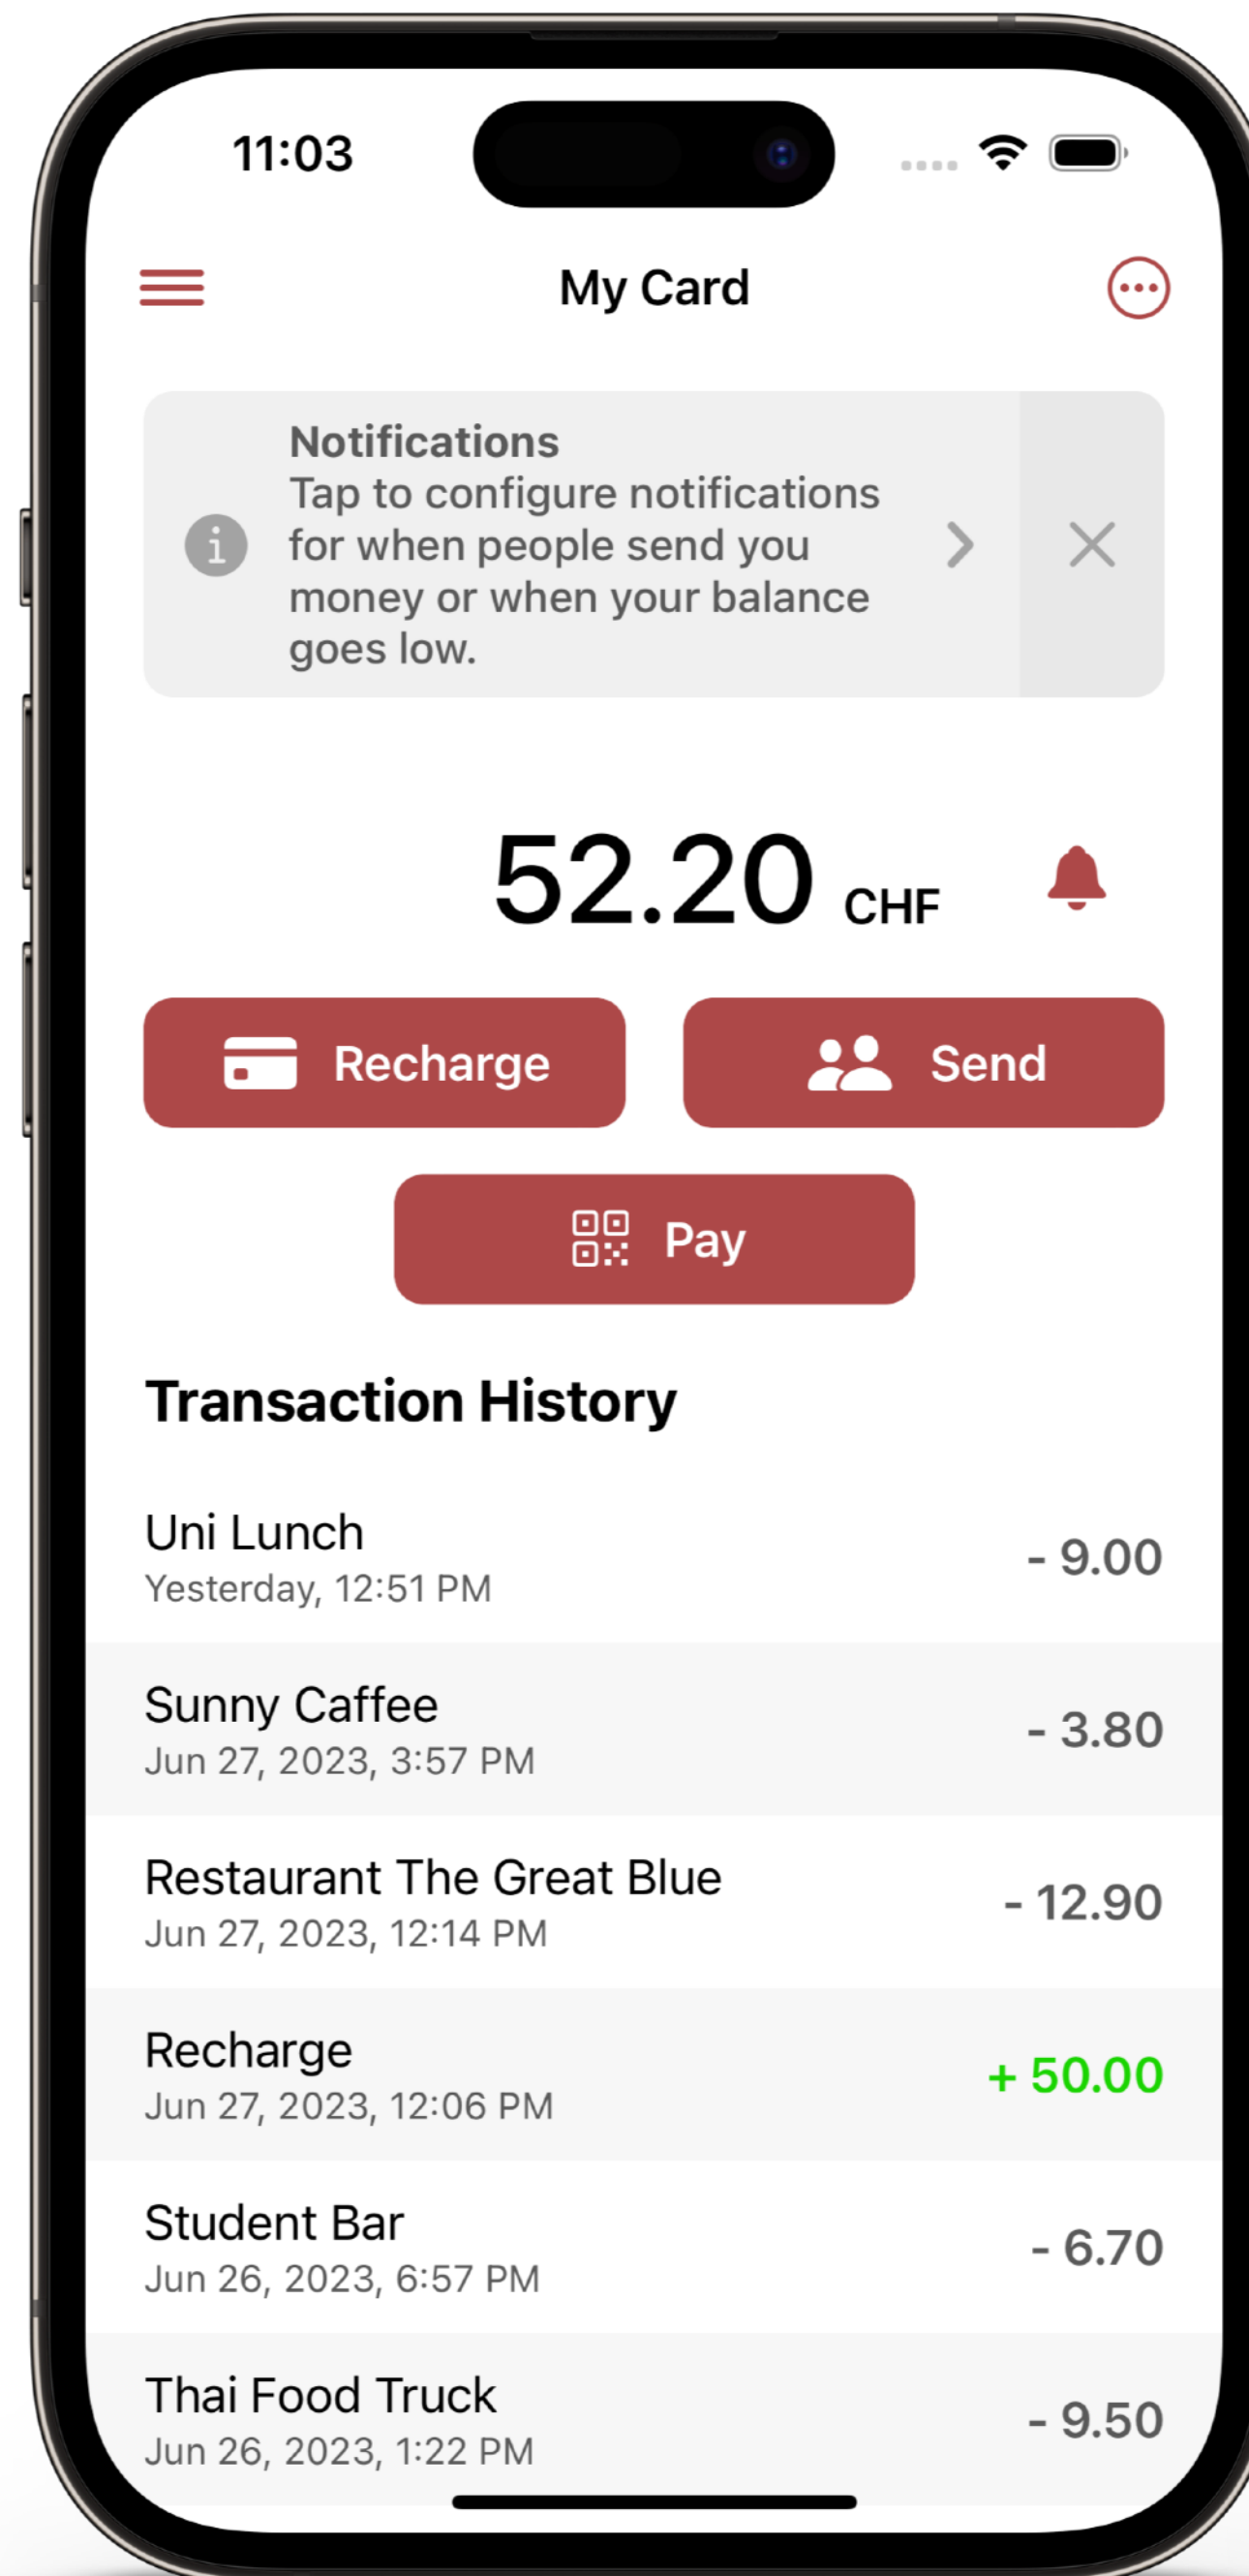 11:03
My Card
Notifications
Tap to configure notifications
for when people send you
money or when your balance
goes low.
52.20 CHF
Recharge
Send
Pay
Transaction History
Uni Lunch
- 9.00
Yesterday, 12:51 PM
Sunny Caffee
- 3.80
Jun 27, 2023, 3:57 PM
Restaurant The Great Blue
- 12.90
Jun 27, 2023, 12:14 PM
Recharge
+ 50.00
Jun 27, 2023, 12:06 PM
Student Bar
- 6.70
Jun 26, 2023, 6:57 PM
Thai Food Truck
- 9.50
Jun 26, 2023, 1:22 PM